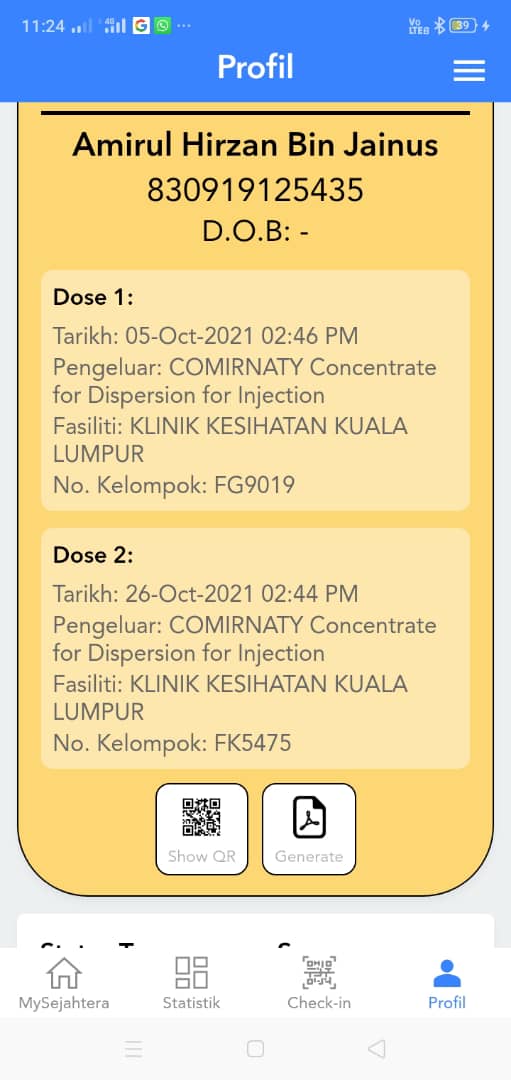 11:24
4G
Vo
LTEB
39
Profil
Amirul Hirzan Bin Jainus
830919125435
D.O.B: -
Dose 1:
Tarikh: 05-Oct-2021 02:46 PM
Pengeluar: COMIRNATY Concentrate
for Dispersion for Injection
Fasiliti: KLINIK KESIHATAN KUALA
LUMPUR
No. Kelompok: FG9019
Dose 2:
Tarikh: 26-Oct-2021 02:44 PM
Pengeluar: COMIRNATY Concentrate
for Dispersion for Injection
Fasiliti: KLINIK KESIHATAN KUALA
LUMPUR
No. Kelompok: FK5475
Show QR
Generate
MySejahtera
Statistik
Check-in
Profil